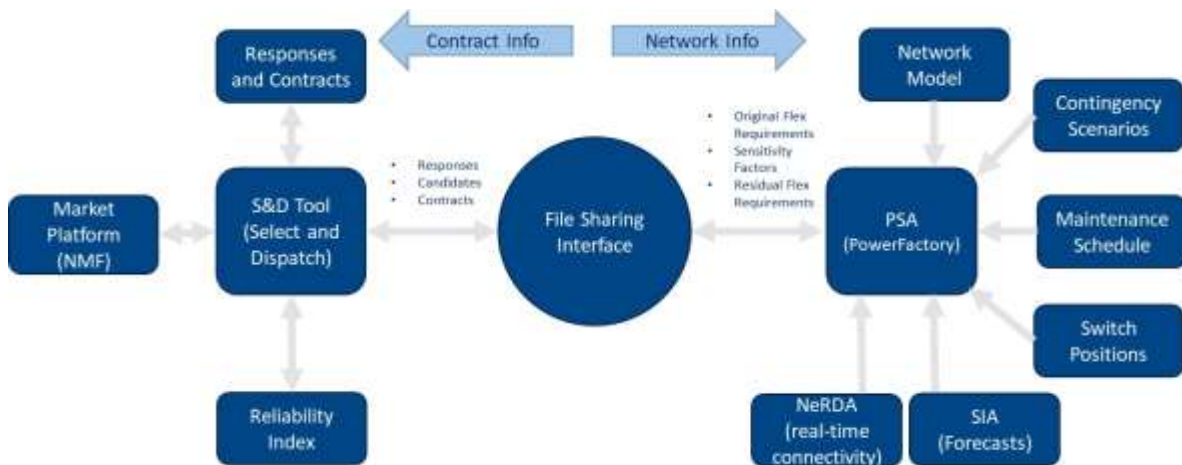 Contract Info
Network Info
Responses
and Contracts
Network
Model
Contingency
Scenarios
• Original Flex
Requirements
• Sensitivity
Factors
• Residual Flex
Requirements
• Responses
• Candidates
• Contracts
Market
Platform
(NMF)
S&D Tool
(Select and
Dispatch)
File Sharing
Interface
PSA
(PowerFactory)
Maintenance
Schedule
Switch
Positions
Reliability
Index
NeRDA
(real-time
connectivity)
SIA
(Forecasts)